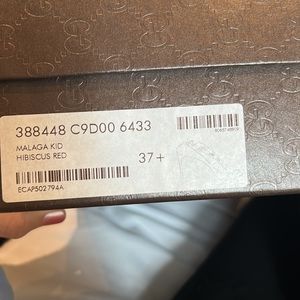 388448 C9D00 6433
MALAGA KID
HIBISCUS RED
37+
ECAP502794A